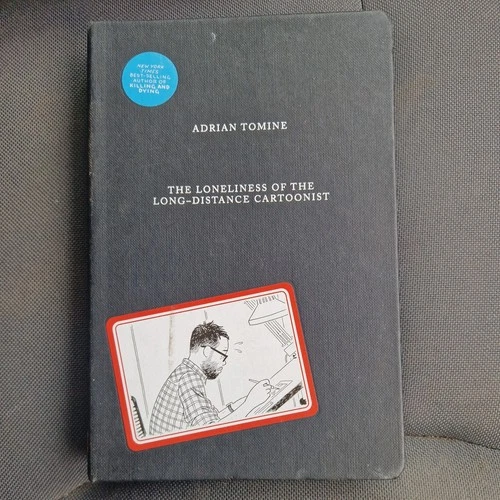 NEW YORK
TIMES
BEST-SELLING
AUTHOR OF
KILLING AND
DYING
ADRIAN TOMINE
THE LONELINESS OF THE
LONG–DISTANCE CARTOONIST